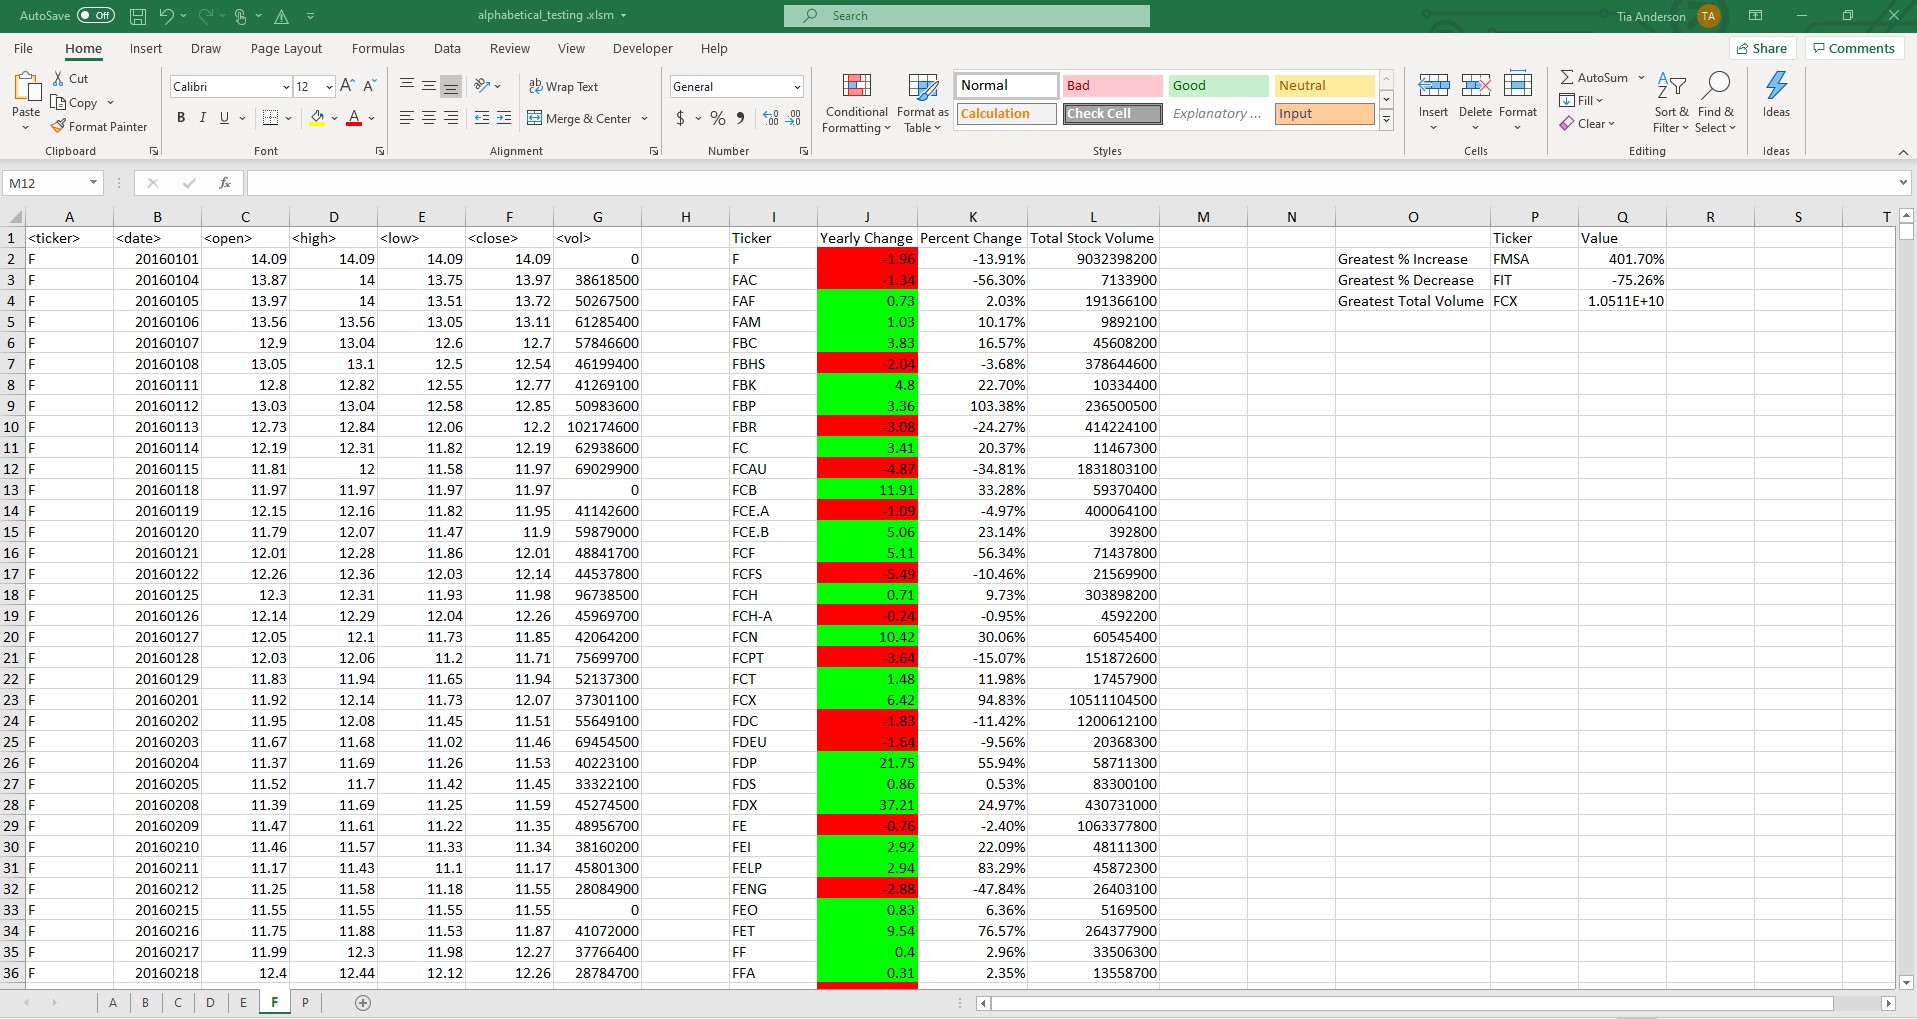 AutoSave Off alphabetical_testing .xlsm Search Tia Anderson TA
File Home Insert Draw Page Layout Formulas Data Review View Developer Help Share Comments
Cut Calibri 12 Wrap Text General Normal Bad Good Neutral AutoSum
Copy Fill
Paste Format Painter B I U Merge & Center $ % Conditional Formatting Format as Table Calculation Check Cell Explanatory ... Input Insert Delete Format Clear Sort & Filter Find & Select Ideas
Clipboard Font Alignment Number Styles Cells Editing Ideas
M12 fx
A B C D E F G H I J K L M N O P Q R S T
1 <ticker> <date> <open> <high> <low> <close> <vol> Ticker Yearly Change Percent Change Total Stock Volume Ticker Value
2 F 20160101 14.09 14.09 14.09 14.09 0 F -1.96 -13.91% 9032398200 Greatest % Increase FMSA 401.70%
3 F 20160104 13.87 14 13.75 13.97 38618500 FAC -1.34 -56.30% 7133900 Greatest % Decrease FIT -75.26%
4 F 20160105 13.97 14 13.51 13.72 50267500 FAF 0.73 2.03% 191366100 Greatest Total Volume FCX 1.0511E+10
5 F 20160106 13.56 13.56 13.05 13.11 61285400 FAM 1.03 10.17% 9892100
6 F 20160107 12.9 13.04 12.6 12.7 57846600 FBC 3.83 16.57% 45608200
7 F 20160108 13.05 13.1 12.5 12.54 46199400 FBHS -2.04 -3.68% 378644600
8 F 20160111 12.8 12.82 12.55 12.77 41269100 FBK 4.8 22.70% 10334400
9 F 20160112 13.03 13.04 12.58 12.85 50983600 FBP 3.36 103.38% 236500500
10 F 20160113 12.73 12.84 12.06 12.2 102174600 FBR -3.08 -24.27% 414224100
11 F 20160114 12.19 12.31 11.82 12.19 62938600 FC 3.41 20.37% 11467300
12 F 20160115 11.81 12 11.58 11.97 69029900 FCAU -4.87 -34.81% 1831803100
13 F 20160118 11.97 11.97 11.97 11.97 0 FCB 11.91 33.28% 59370400
14 F 20160119 12.15 12.16 11.82 11.95 41142600 FCE.A -1.09 -4.97% 400064100
15 F 20160120 11.79 12.07 11.47 11.9 59879000 FCE.B 5.06 23.14% 392800
16 F 20160121 12.01 12.28 11.86 12.01 48841700 FCF 5.11 56.34% 71437800
17 F 20160122 12.26 12.36 12.03 12.14 44537800 FCFS -5.49 -10.46% 21569900
18 F 20160125 12.3 12.31 11.93 11.98 96738500 FCH 0.71 9.73% 303898200
19 F 20160126 12.14 12.29 12.04 12.26 45969700 FCH-A -0.24 -0.95% 4592200
20 F 20160127 12.05 12.1 11.73 11.85 42064200 FCN 10.42 30.06% 60545400
21 F 20160128 12.03 12.06 11.2 11.71 75699700 FCPT -3.64 -15.07% 151872600
22 F 20160129 11.83 11.94 11.65 11.94 52137300 FCT 1.48 11.98% 17457900
23 F 20160201 11.92 12.14 11.73 12.07 37301100 FCX 6.42 94.83% 10511104500
24 F 20160202 11.95 12.08 11.45 11.51 55649100 FDC -1.83 -11.42% 1200612100
25 F 20160203 11.67 11.68 11.02 11.46 69454500 FDEU -1.64 -9.56% 20368300
26 F 20160204 11.37 11.69 11.26 11.53 40223100 FDP 21.75 55.94% 58711300
27 F 20160205 11.52 11.7 11.42 11.45 33322100 FDS 0.86 0.53% 83300100
28 F 20160208 11.39 11.69 11.25 11.59 45274500 FDX 37.21 24.97% 430731000
29 F 20160209 11.47 11.61 11.22 11.35 48956700 FE -0.76 -2.40% 1063377800
30 F 20160210 11.46 11.57 11.33 11.34 38160200 FEI 2.92 22.09% 48111300
31 F 20160211 11.17 11.43 11.1 11.17 45801300 FELP 2.94 83.29% 45872300
32 F 20160212 11.25 11.58 11.18 11.55 28084900 FENG -2.88 -47.84% 26403100
33 F 20160215 11.55 11.55 11.55 11.55 0 FEO 0.83 6.36% 5169500
34 F 20160216 11.75 11.88 11.53 11.87 41072000 FET 9.54 76.57% 264377900
35 F 20160217 11.99 12.3 11.98 12.27 37766400 FF 0.4 2.96% 33506300
36 F 20160218 12.4 12.44 12.12 12.26 28784700 FFA 0.31 2.35% 13558700
A B C D E F P